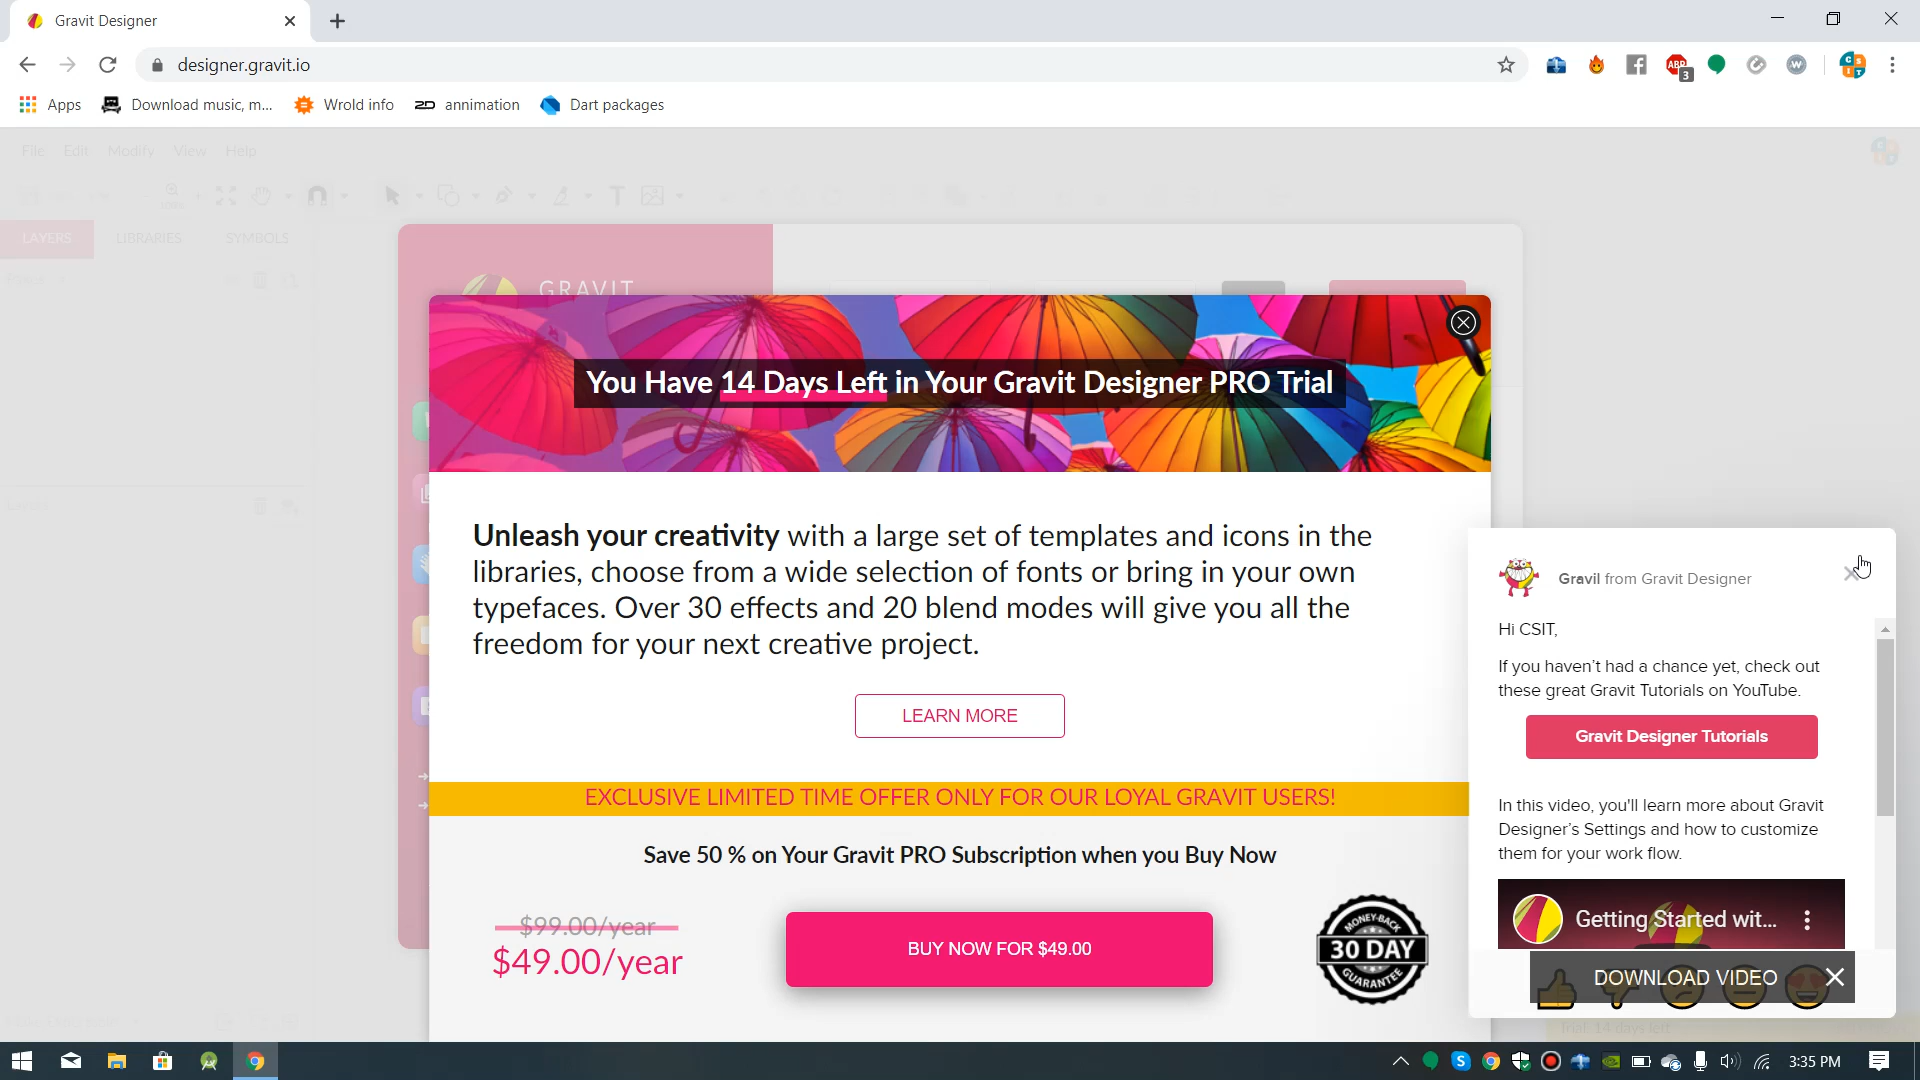 Gravit Designer
designer.gravit.io
ABP
3
Apps
Download music, m...
Wrold info
2D
annimation
Dart packages
File Edit Modify View Help
LAYERS LIBRARIES SYMBOLS
GRAVIT
You Have 14 Days Left in Your Gravit Designer PRO Trial
Unleash your creativity with a large set of templates and icons in the
libraries, choose from a wide selection of fonts or bring in your own
typefaces. Over 30 effects and 20 blend modes will give you all the
freedom for your next creative project.
LEARN MORE
EXCLUSIVE LIMITED TIME OFFER ONLY FOR OUR LOYAL GRAVIT USERS!
Save 50 % on Your Gravit PRO Subscription when you Buy Now
$99.00/year
$49.00/year
BUY NOW FOR $49.00
MONEY-BACK
30 DAY
GUARANTEE
Gravil from Gravit Designer
Hi CSIT,
If you haven't had a chance yet, check out
these great Gravit Tutorials on YouTube.
Gravit Designer Tutorials
In this video, you'll learn more about Gravit
Designer's Settings and how to customize
them for your work flow.
Getting Started wit...
DOWNLOAD VIDEO
Trial: 14 days left
3:35 PM